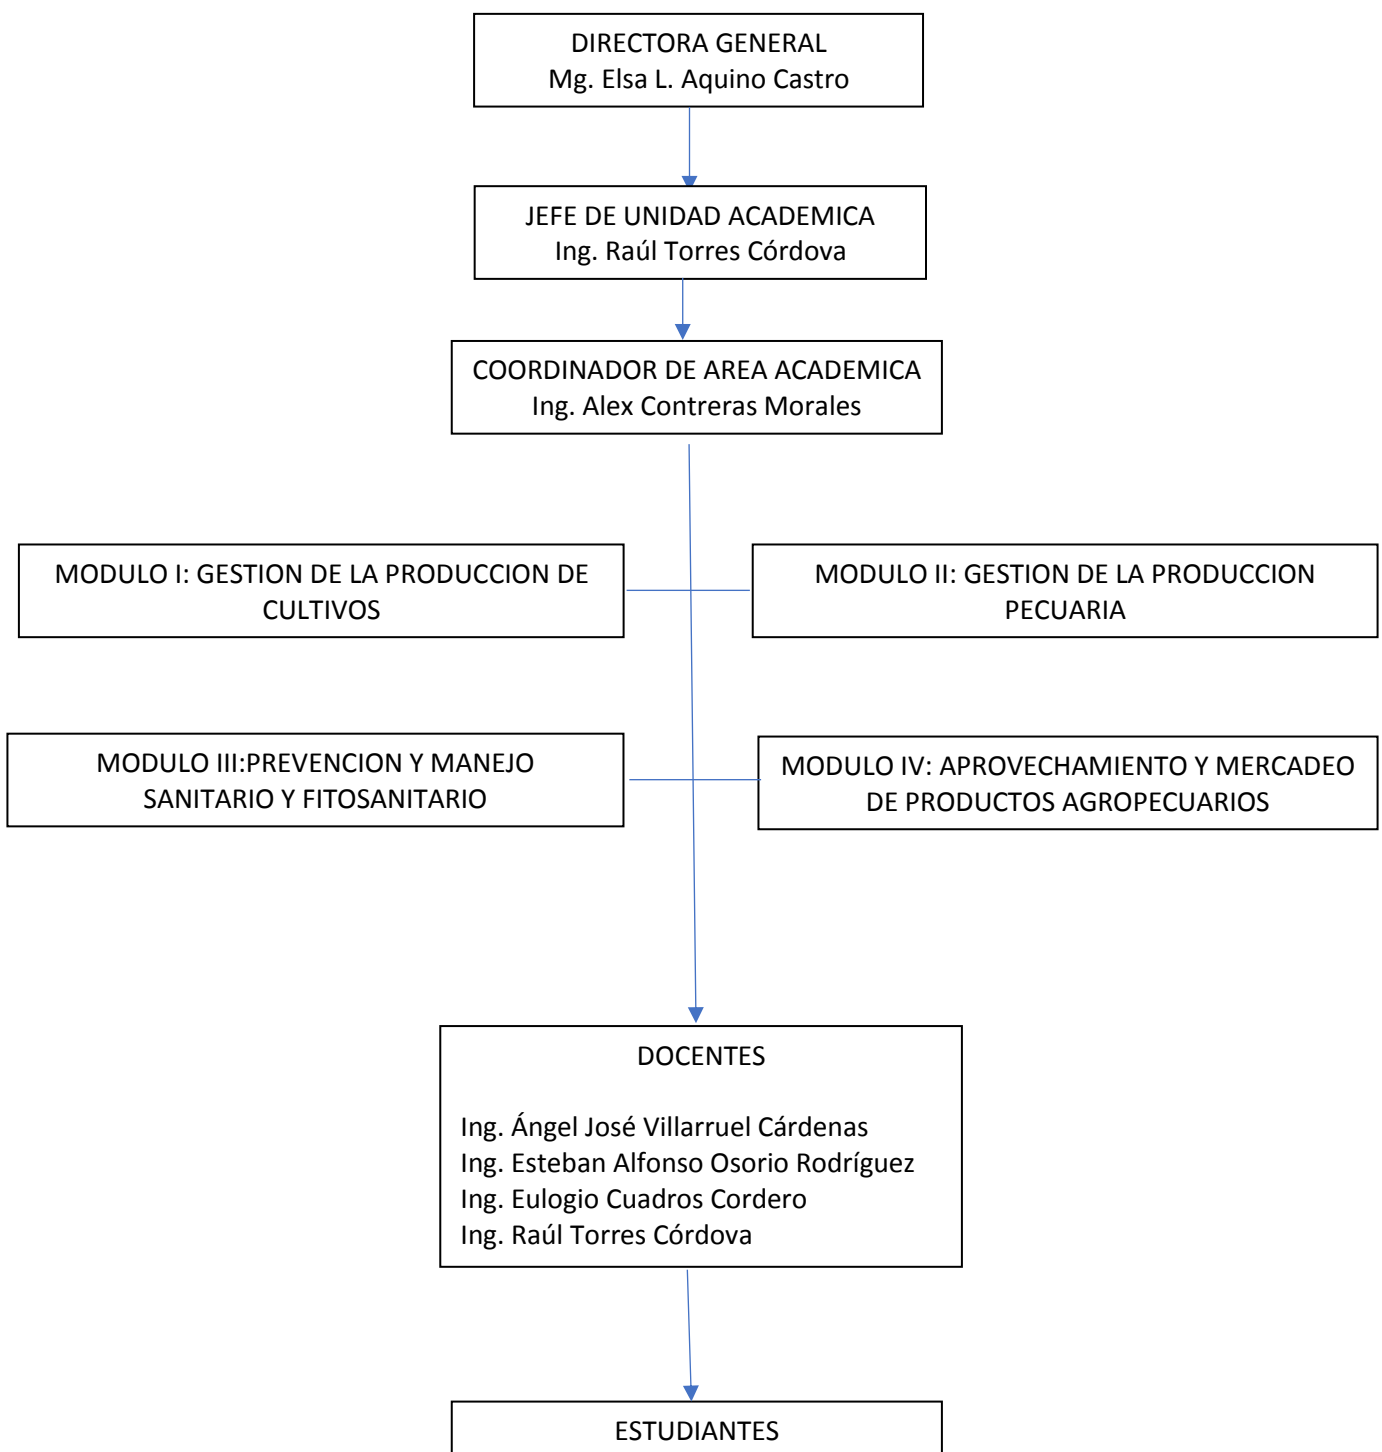 DIRECTORA GENERAL
Mg. Elsa L. Aquino Castro
JEFE DE UNIDAD ACADEMICA
Ing. Raúl Torres Córdova
COORDINADOR DE AREA ACADEMICA
Ing. Alex Contreras Morales
MODULO I: GESTION DE LA PRODUCCION DE
CULTIVOS
MODULO II: GESTION DE LA PRODUCCION
PECUARIA
MODULO III:PREVENCION Y MANEJO
SANITARIO Y FITOSANITARIO
MODULO IV: APROVECHAMIENTO Y MERCADEO
DE PRODUCTOS AGROPECUARIOS
DOCENTES
Ing. Ángel José Villarruel Cárdenas
Ing. Esteban Alfonso Osorio Rodríguez
Ing. Eulogio Cuadros Cordero
Ing. Raúl Torres Córdova
ESTUDIANTES